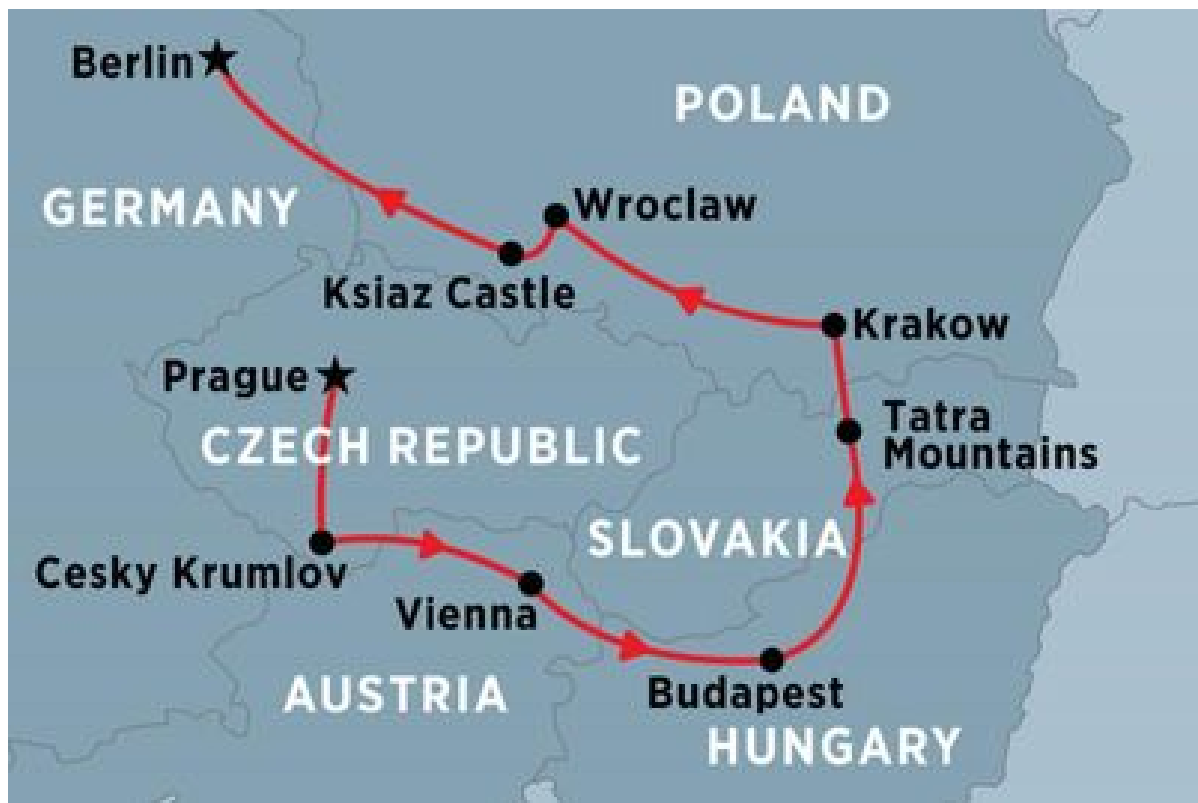 Berlin
POLAND
GERMANY
Wroclaw
Ksiaz Castle
Krakow
Prague
Tatra
Mountains
CZECH REPUBLIC
SLOVAKIA
Cesky Krumlov
Vienna
Budapest
AUSTRIA
HUNGARY